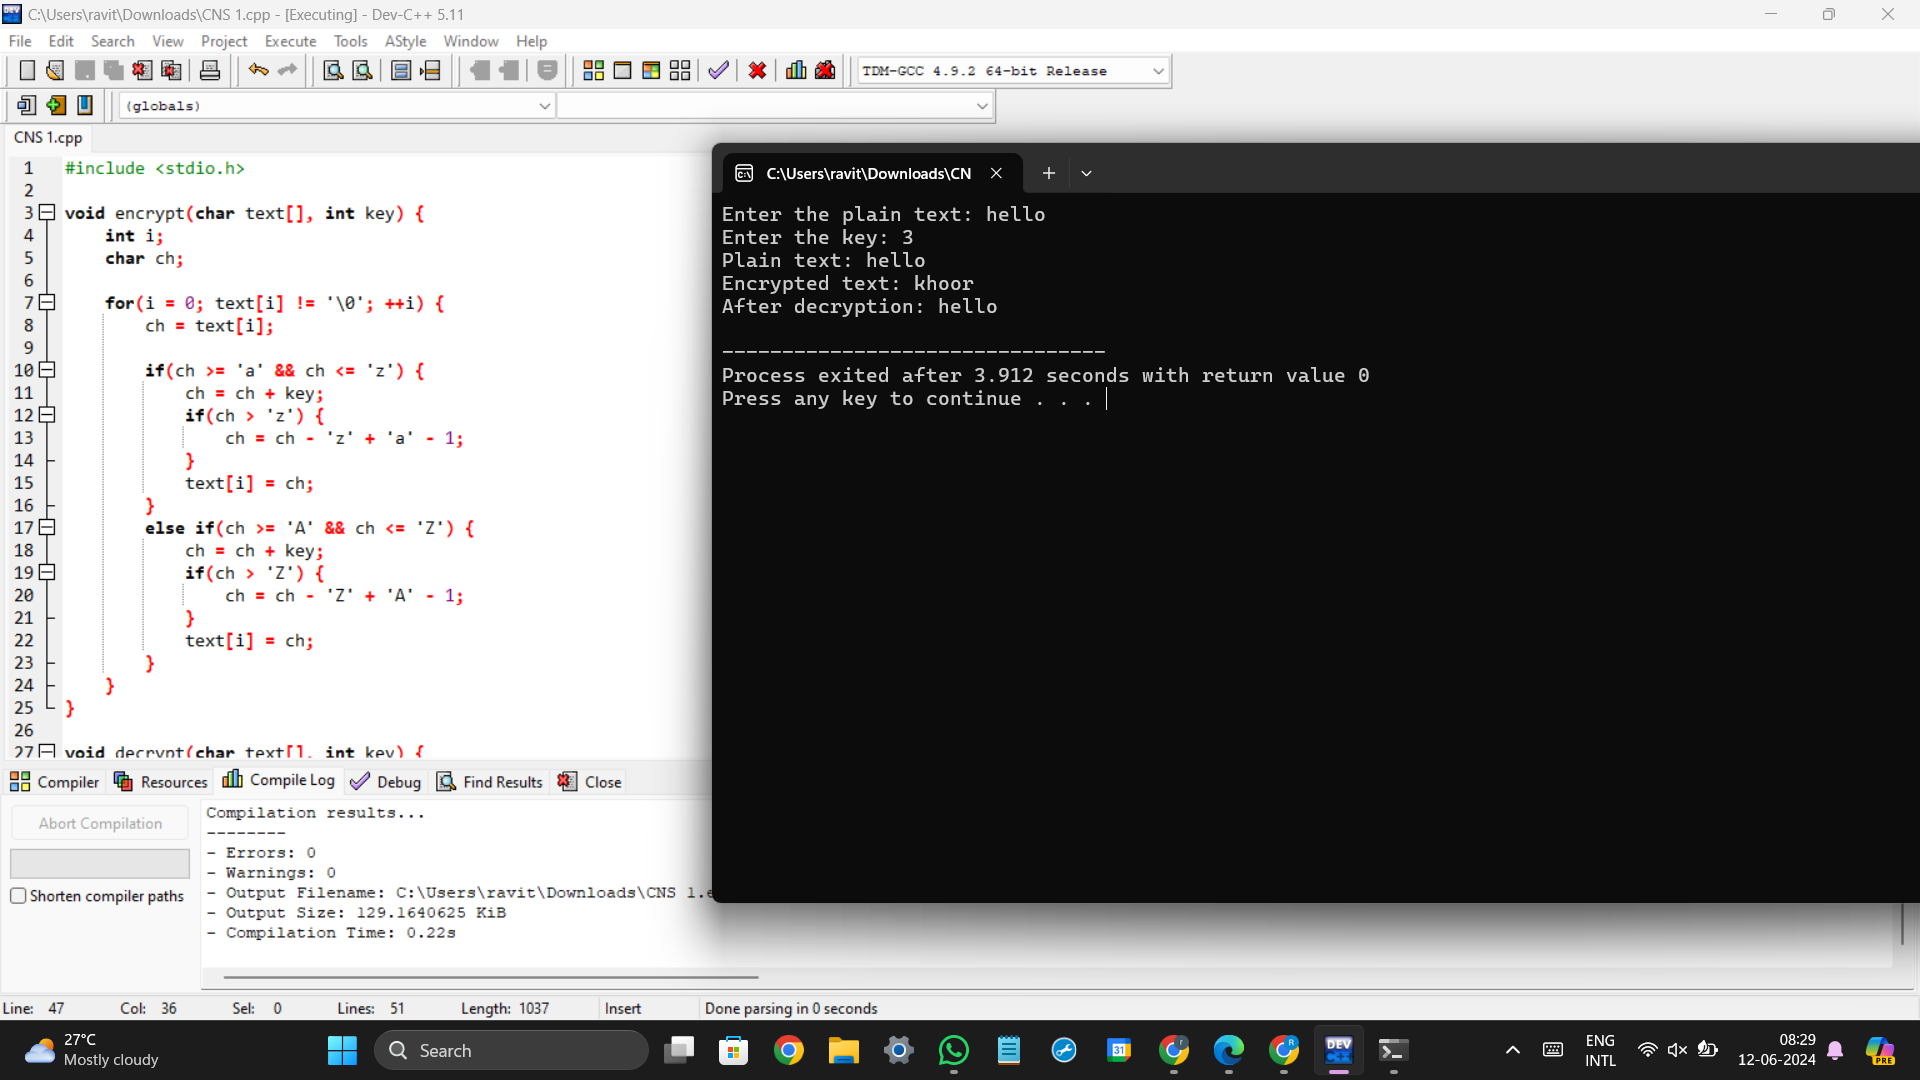 C:\Users\ravit\Downloads\CNS 1.cpp - [Executing] - Dev-C++ 5.11
File Edit Search View Project Execute Tools AStyle Window Help
TDM-GCC 4.9.2 64-bit Release
(globals)
CNS 1.cpp
1 #include <stdio.h>
2
3 void encrypt(char text[], int key) {
4 int i;
5 char ch;
6
7 for(i = 0; text[i] != '\0'; ++i) {
8 ch = text[i];
9
10 if(ch >= 'a' && ch <= 'z') {
11 ch = ch + key;
12 if(ch > 'z') {
13 ch = ch - 'z' + 'a' - 1;
14 }
15 text[i] = ch;
16 }
17 else if(ch >= 'A' && ch <= 'Z') {
18 ch = ch + key;
19 if(ch > 'Z') {
20 ch = ch - 'Z' + 'A' - 1;
21 }
22 text[i] = ch;
23 }
24 }
25 }
26
27 void decrypt(char text[], int key) {
C:\Users\ravit\Downloads\CN
Enter the plain text: hello
Enter the key: 3
Plain text: hello
Encrypted text: khoor
After decryption: hello
--------------------------------
Process exited after 3.912 seconds with return value 0
Press any key to continue . . .
Compiler Resources Compile Log Debug Find Results Close
Abort Compilation
Shorten compiler paths
Compilation results...
--------
- Errors: 0
- Warnings: 0
- Output Filename: C:\Users\ravit\Downloads\CNS 1.e
- Output Size: 129.1640625 KiB
- Compilation Time: 0.22s
Line: 47 Col: 36 Sel: 0 Lines: 51 Length: 1037 Insert Done parsing in 0 seconds
27°C
Mostly cloudy
Search
31
DEV
C++
ENG
INTL
08:29
12-06-2024
PRE